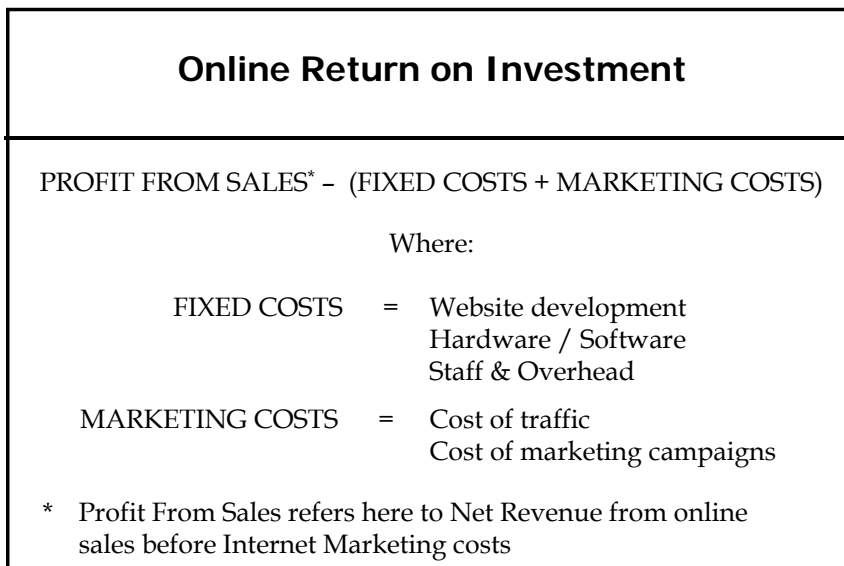 Online Return on Investment
PROFIT FROM SALES* – (FIXED COSTS + MARKETING COSTS)
Where:
FIXED COSTS = Website development
Hardware / Software
Staff & Overhead
MARKETING COSTS = Cost of traffic
Cost of marketing campaigns
* Profit From Sales refers here to Net Revenue from online
sales before Internet Marketing costs